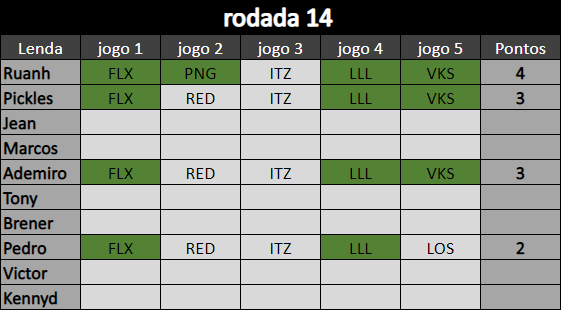 rodada 14
Lenda jogo 1 jogo 2 jogo 3 jogo 4 jogo 5 Pontos
Ruanh FLX PNG ITZ LLL VKS 4
Pickles FLX RED ITZ LLL VKS 3
Jean
Marcos
Ademiro FLX RED ITZ LLL VKS 3
Tony
Brener
Pedro FLX RED ITZ LLL LOS 2
Victor
Kennyd